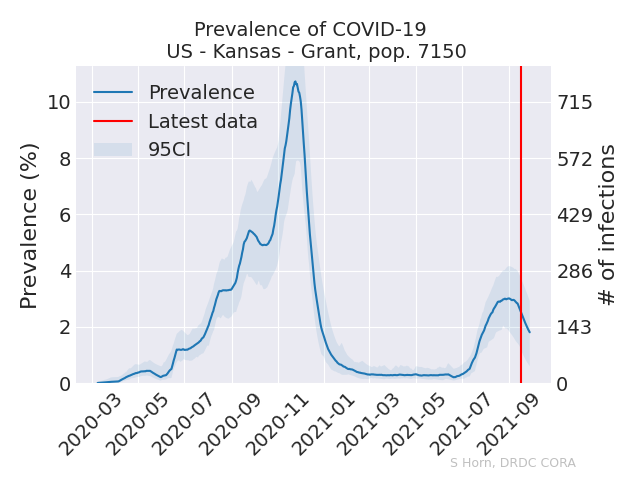 Prevalence of COVID-19
US - Kansas - Grant, pop. 7150
Prevalence
Latest data
95CI
Prevalence (%)
10
8
6
4
2
0
715
572
429
286
143
0
# of infections
2020-03
2020-05
2020-07
2020-09
2020-11
2021-01
2021-03
2021-05
2021-07
2021-09
S Horn, DRDC CORA